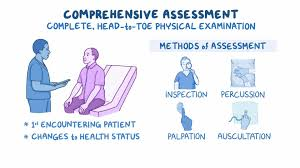 COMPREHENSIVE ASSESSMENT
COMPLETE, HEAD-to-TOE PHYSICAL EXAMINATION
METHODS of ASSESSMENT
INSPECTION
PERCUSSION
PALPATION
AUSCULTATION
* 1st ENCOUNTERING PATIENT
* CHANGES to HEALTH STATUS